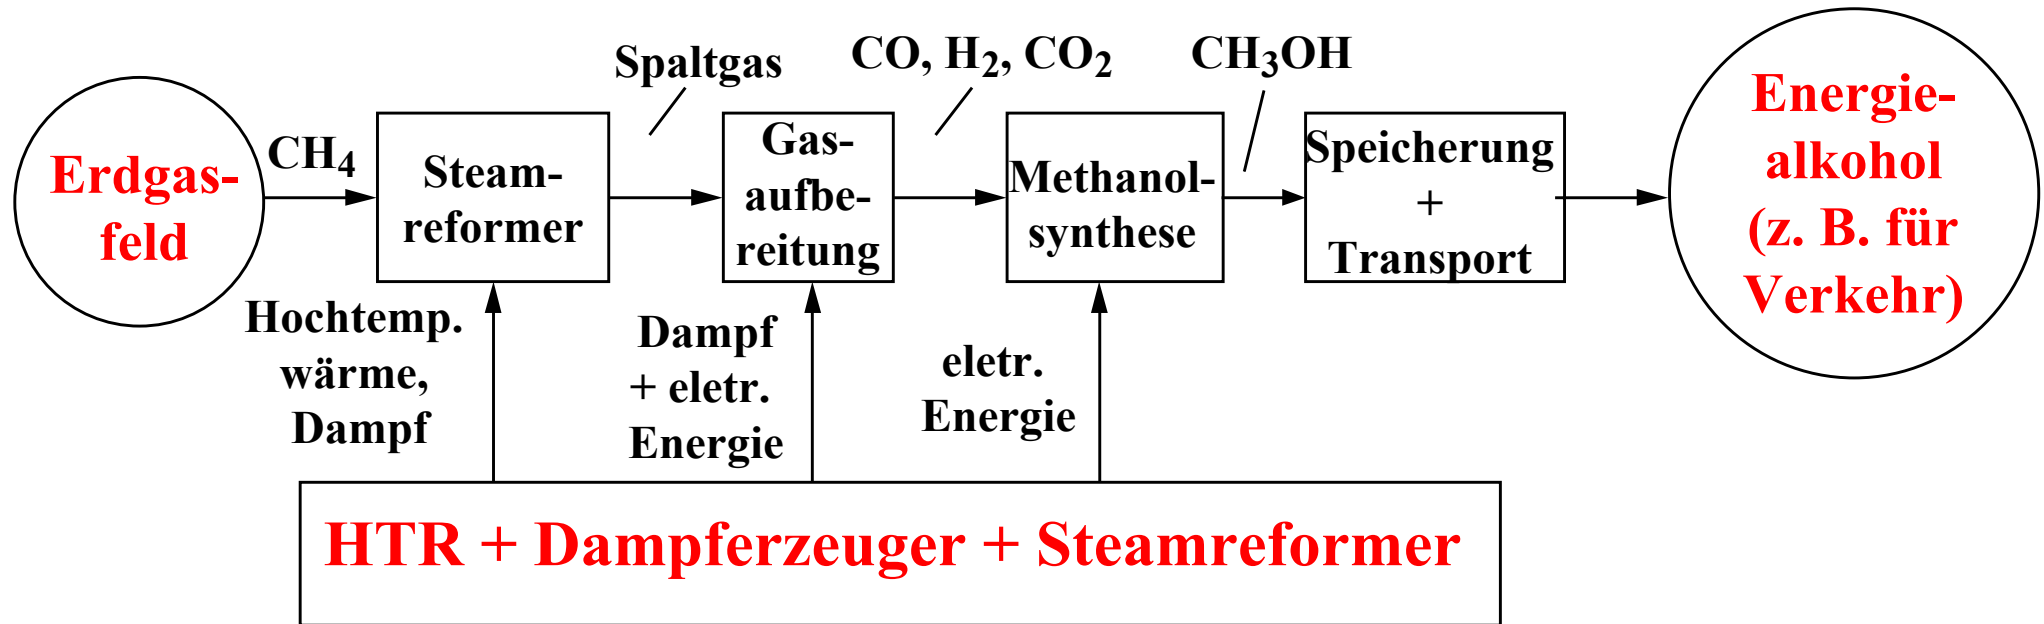 Erdgas-
feld
CH4
Steam-
reformer
Spaltgas
Gas-
aufbe-
reitung
CO, H2, CO2
Methanol-
synthese
CH3OH
Speicherung
+
Transport
Energie-
alkohol
(z. B. für
Verkehr)
Hochtemp.
wärme,
Dampf
Dampf
+ eletr.
Energie
eletr.
Energie
HTR + Dampferzeuger + Steamreformer